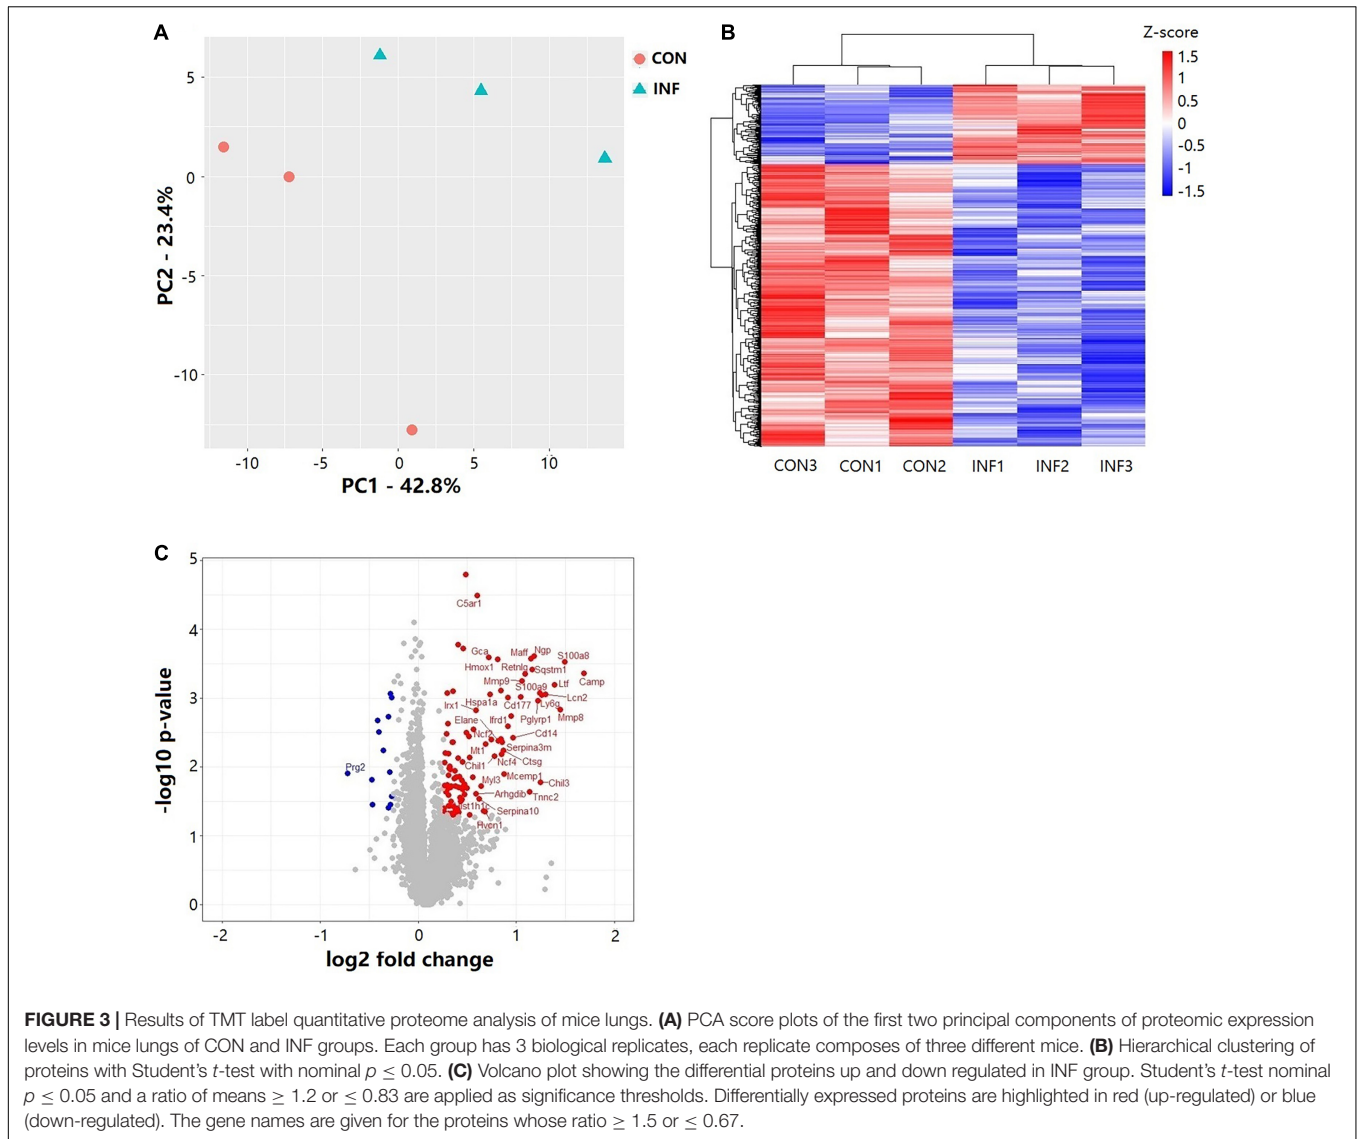 A
5
0
-5
-10
PC2 - 23.4%
-10
-5
0
5
10
PC1 - 42.8%
CON
INF
B
Z-score
1.5
1
0.5
0
-0.5
-1
-1.5
CON3 CON1 CON2 INF1 INF2 INF3
C
5
4
3
2
1
0
-log10 p-value
C5ar1
Gca
Maff
Ngp
S100a8
Hmox1
Retnlg
Sqstm1
Camp
Mmp9
S100a9
Ltf
Lcn2
Hspa1a
Cd177
Ly6g
Irx1
Elane
Ifrd1
Pglyrp1
Mmp8
Ncf2
Cd14
Serpina3m
Mt1
Ctsg
Prg2
Chil1
Ncf4
Mcemp1
Myl3
Chil3
Arhgdib
Tnnc2
Serpina10
Hvcn1
-2
-1
0
1
2
log2 fold change
FIGURE 3 | Results of TMT label quantitative proteome analysis of mice lungs. (A) PCA score plots of the first two principal components of proteomic expression
levels in mice lungs of CON and INF groups. Each group has 3 biological replicates, each replicate composes of three different mice. (B) Hierarchical clustering of
proteins with Student's t-test with nominal p ≤ 0.05. (C) Volcano plot showing the differential proteins up and down regulated in INF group. Student's t-test nominal
p ≤ 0.05 and a ratio of means ≥ 1.2 or ≤ 0.83 are applied as significance thresholds. Differentially expressed proteins are highlighted in red (up-regulated) or blue
(down-regulated). The gene names are given for the proteins whose ratio ≥ 1.5 or ≤ 0.67.